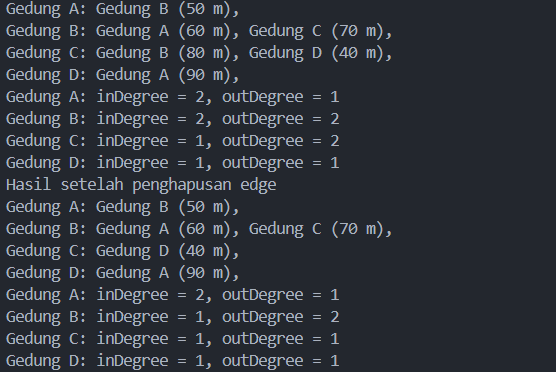 Gedung A: Gedung B (50 m),
Gedung B: Gedung A (60 m), Gedung C (70 m),
Gedung C: Gedung B (80 m), Gedung D (40 m),
Gedung D: Gedung A (90 m),
Gedung A: inDegree = 2, outDegree = 1
Gedung B: inDegree = 2, outDegree = 2
Gedung C: inDegree = 1, outDegree = 2
Gedung D: inDegree = 1, outDegree = 1
Hasil setelah penghapusan edge
Gedung A: Gedung B (50 m),
Gedung B: Gedung A (60 m), Gedung C (70 m),
Gedung C: Gedung D (40 m),
Gedung D: Gedung A (90 m),
Gedung A: inDegree = 2, outDegree = 1
Gedung B: inDegree = 1, outDegree = 2
Gedung C: inDegree = 1, outDegree = 1
Gedung D: inDegree = 1, outDegree = 1